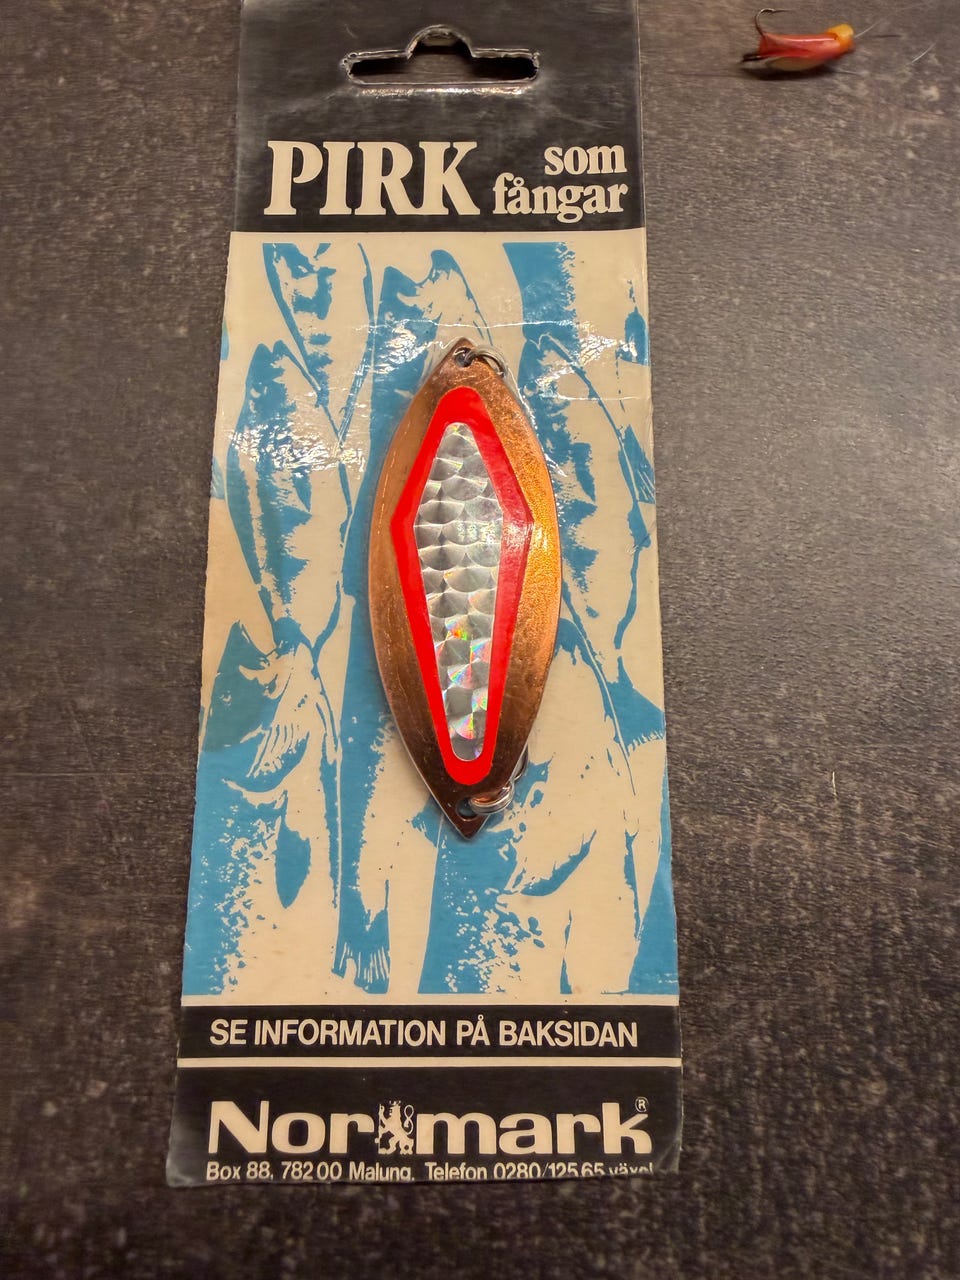 PIRK som
fångar
SE INFORMATION PÅ BAKSIDAN
Normark®
Box 88, 782 00 Malung. Telefon 0280/125 65 växel